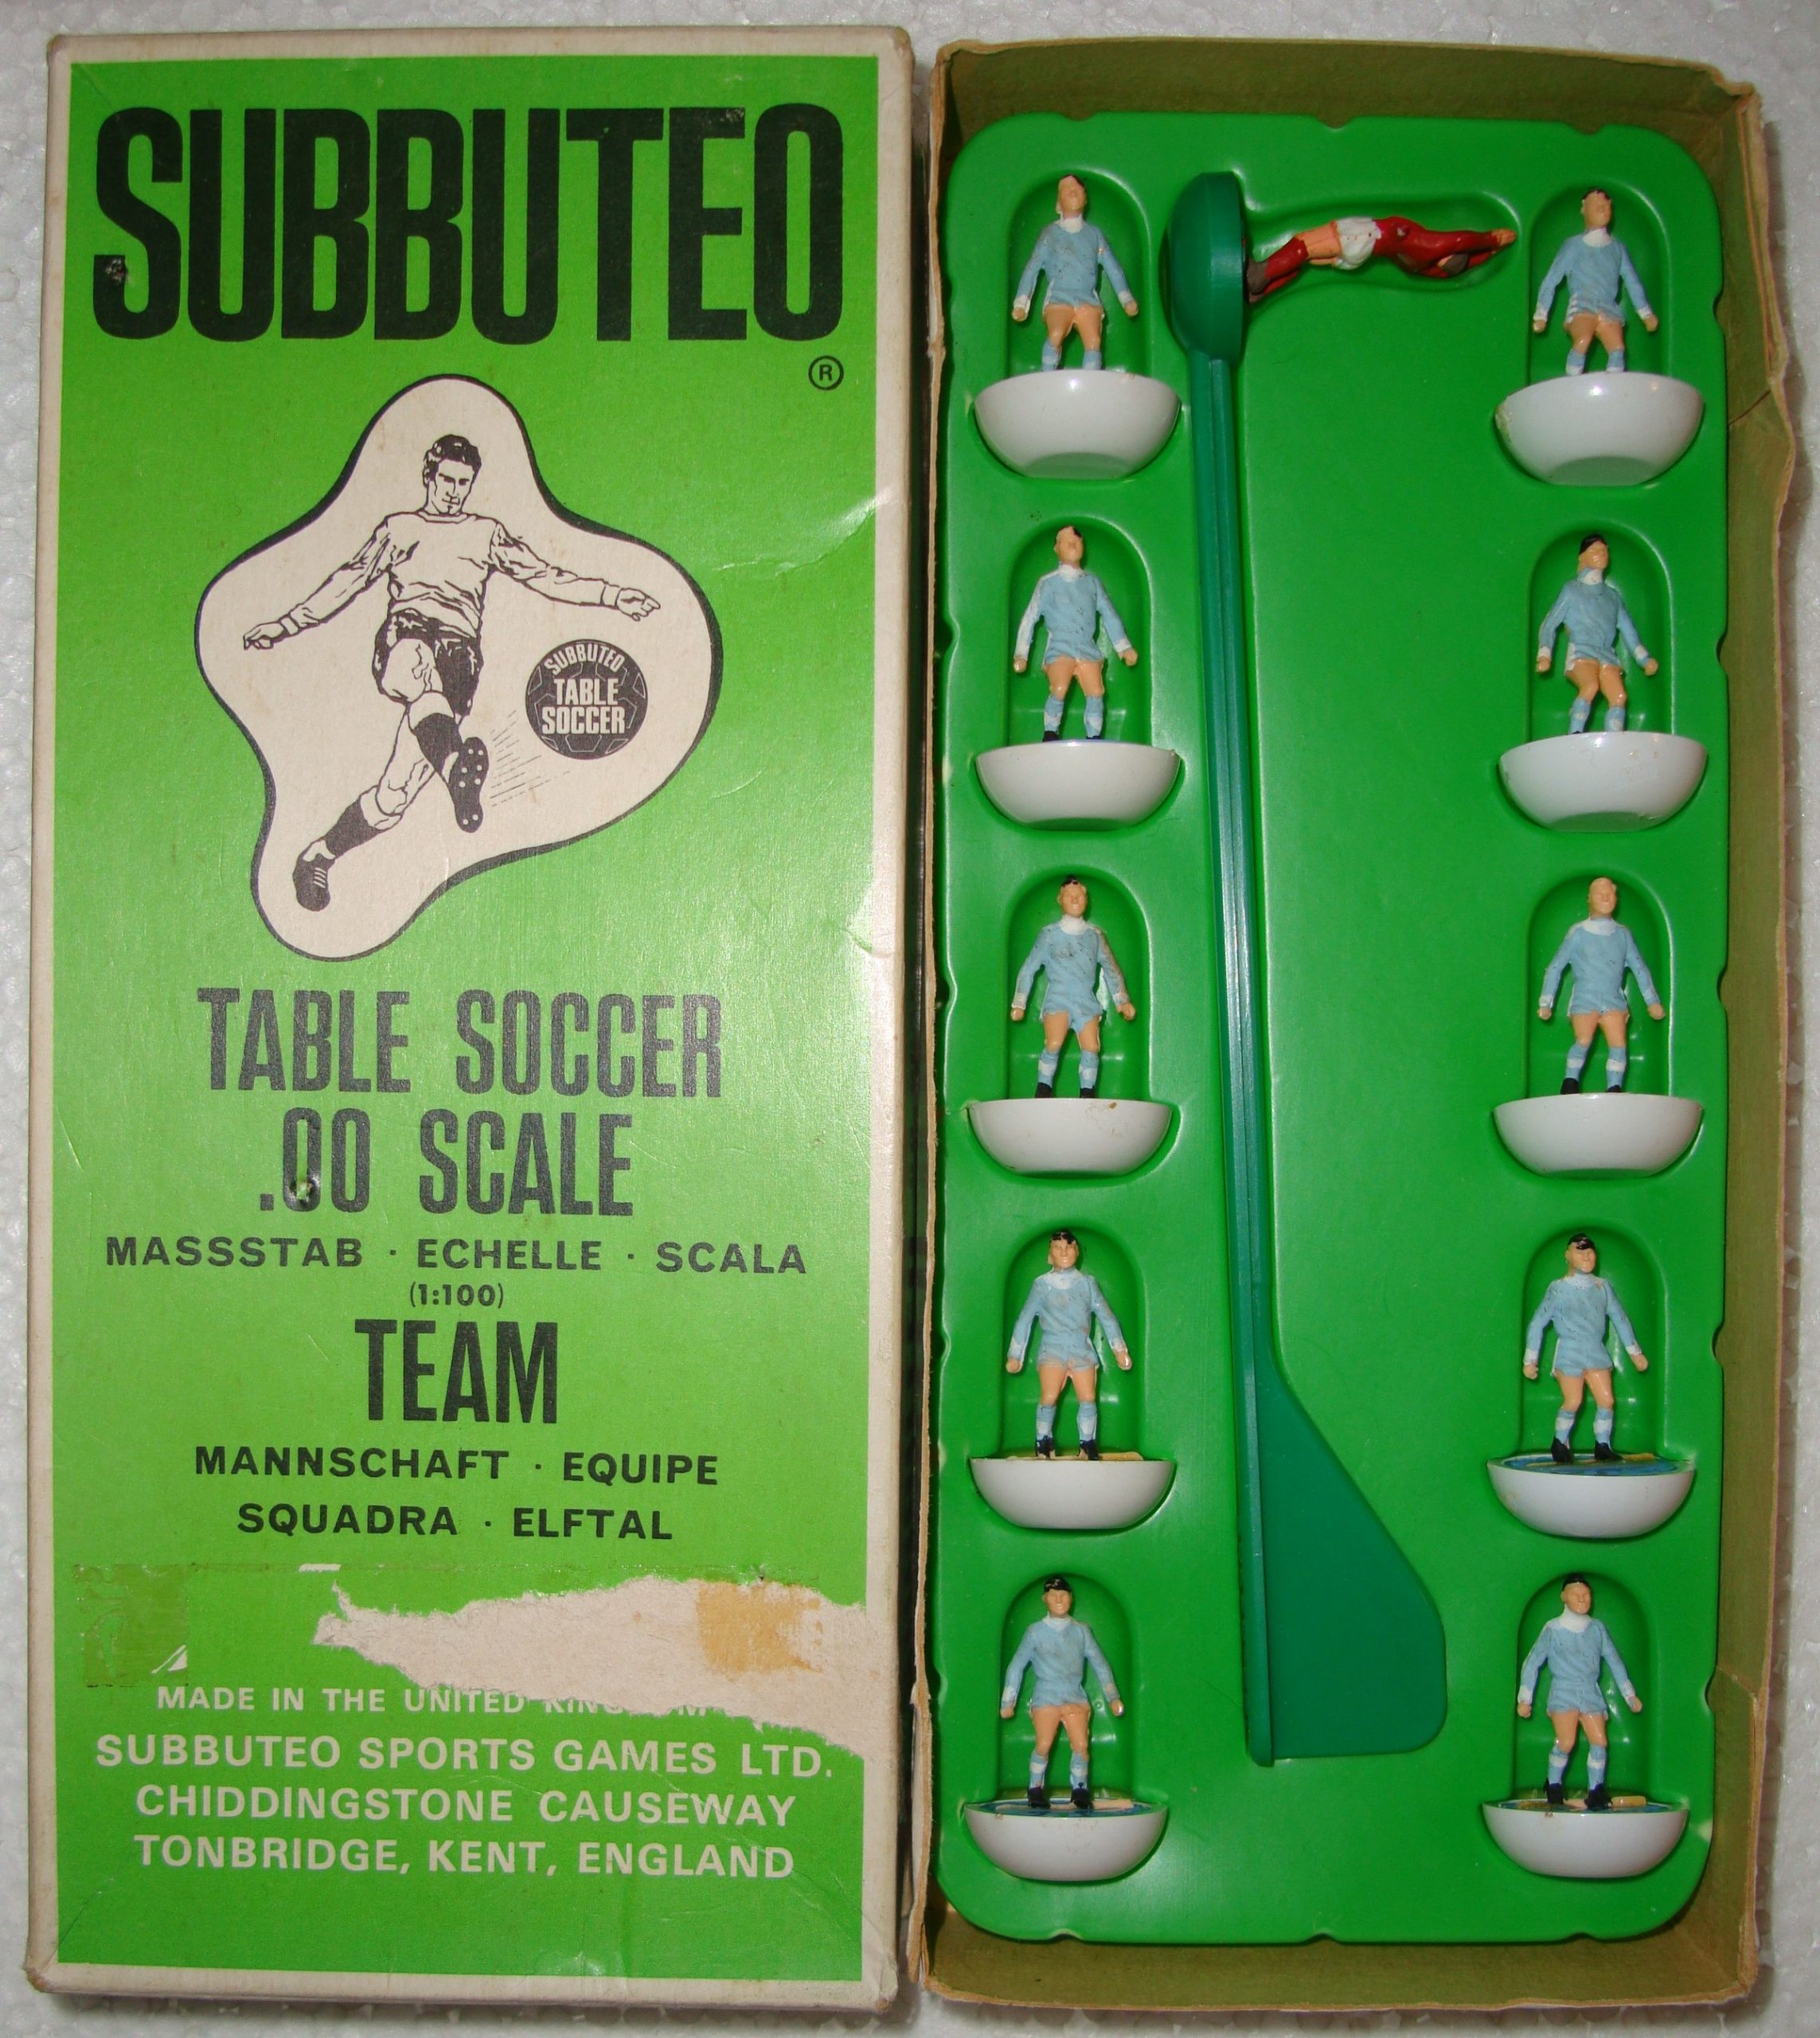 SUBBUTEO
®
SUBBUTEO
TABLE
SOCCER
TABLE SOCCER
.00 SCALE
MASSSTAB · ECHELLE · SCALA
(1:100)
TEAM
MANNSCHAFT · EQUIPE
SQUADRA · ELFTAL
MADE IN THE UNITED
SUBBUTEO SPORTS GAMES LTD.
CHIDDINGSTONE CAUSEWAY
TONBRIDGE, KENT, ENGLAND